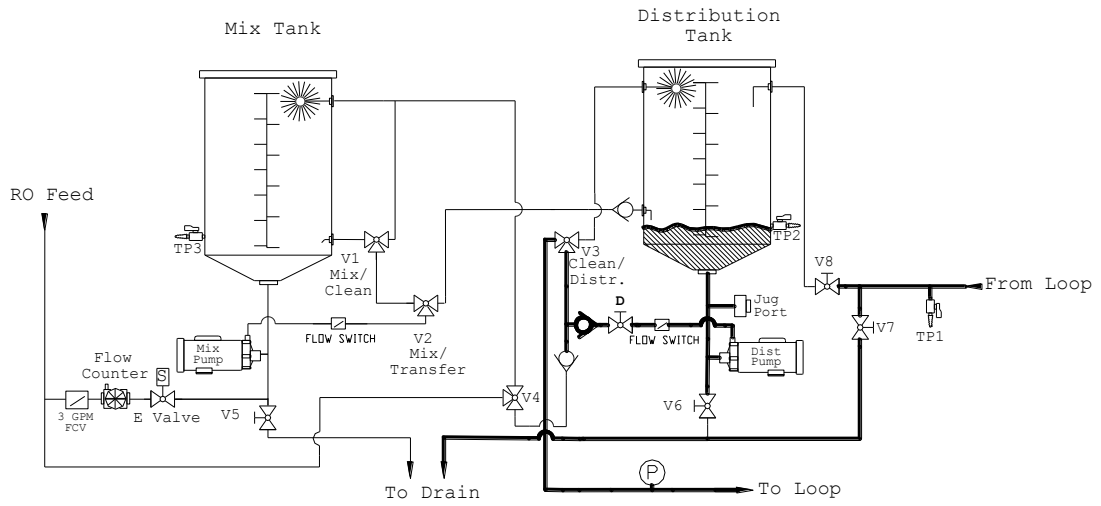 Mix Tank
Distribution
Tank
RO Feed
TP3
V1
Mix/
Clean
V3
Clean/
Distr.
TP2
V8
From Loop
D
Jug
Port
V7
TP1
FLOW SWITCH
V2
Mix/
Transfer
FLOW SWITCH
Mix
Pump
Dist
Pump
Flow
Counter
S
3 GPM
FCV
E Valve
V5
V4
V6
To Drain
P
To Loop